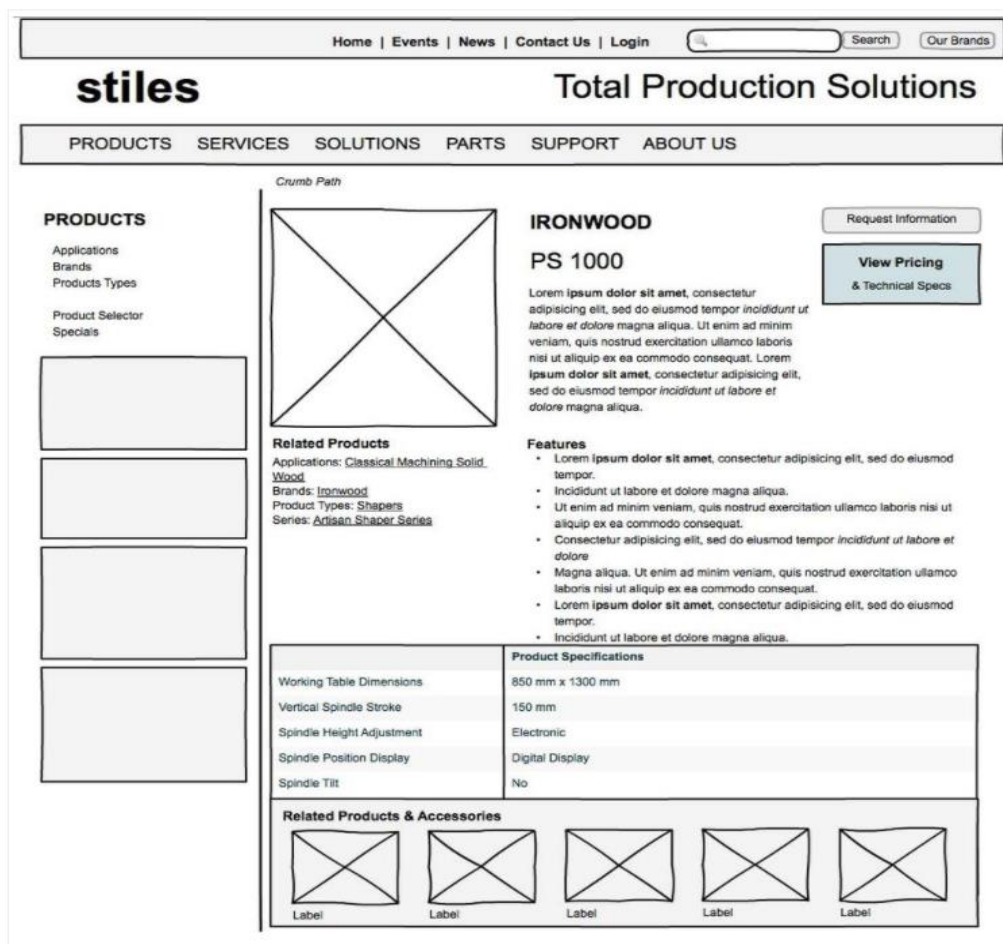 Home | Events | News | Contact Us | Login
Search
Our Brands
stiles
Total Production Solutions
PRODUCTS SERVICES SOLUTIONS PARTS SUPPORT ABOUT US
Crumb Path
PRODUCTS
Applications
Brands
Products Types
Product Selector
Specials
IRONWOOD
PS 1000
Lorem ipsum dolor sit amet, consectetur
adipisicing elit, sed do eiusmod tempor incididunt ut
labore et dolore magna aliqua. Ut enim ad minim
veniam, quis nostrud exercitation ullamco laboris
nisi ut aliquip ex ea commodo consequat. Lorem
ipsum dolor sit amet, consectetur adipisicing elit,
sed do eiusmod tempor incididunt ut labore et
dolore magna aliqua.
Request Information
View Pricing
& Technical Specs
Related Products
Applications: Classical Machining Solid
Wood
Brands: Ironwood
Product Types: Shapers
Series: Artisan Shaper Series
Features
• Lorem ipsum dolor sit amet, consectetur adipisicing elit, sed do eiusmod
tempor.
• Incididunt ut labore et dolore magna aliqua.
• Ut enim ad minim veniam, quis nostrud exercitation ullamco laboris nisi ut
aliquip ex ea commodo consequat.
• Consectetur adipisicing elit, sed do eiusmod tempor incididunt ut labore et
dolore
• Magna aliqua. Ut enim ad minim veniam, quis nostrud exercitation ullamco
laboris nisi ut aliquip ex ea commodo consequat.
• Lorem ipsum dolor sit amet, consectetur adipisicing elit, sed do eiusmod
tempor.
• Incididunt ut labore et dolore magna aliqua.
Product Specifications
Working Table Dimensions 850 mm x 1300 mm
Vertical Spindle Stroke 150 mm
Spindle Height Adjustment Electronic
Spindle Position Display Digital Display
Spindle Tilt No
Related Products & Accessories
Label Label Label Label Label